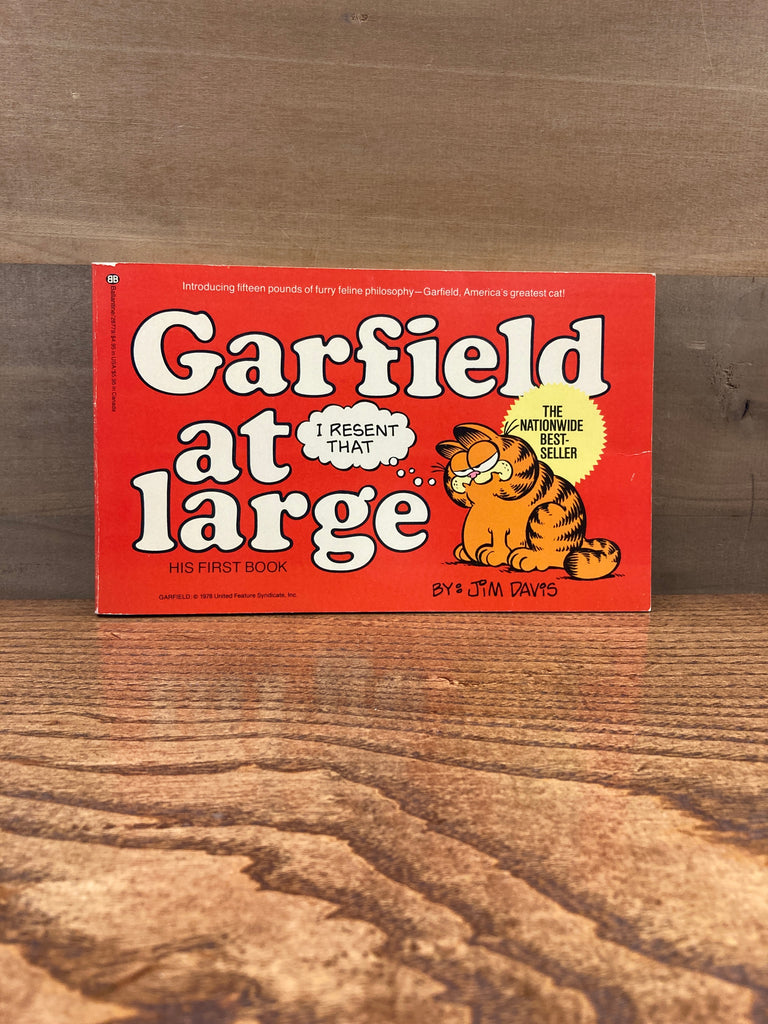 BB
Introducing fifteen pounds of furry feline philosophy—Garfield, America's greatest cat!
Garfield
at
large
I RESENT
THAT
THE
NATIONWIDE
BEST-
SELLER
HIS FIRST BOOK
BY: JIM DAVIS
GARFIELD: © 1978 United Feature Syndicate, Inc.